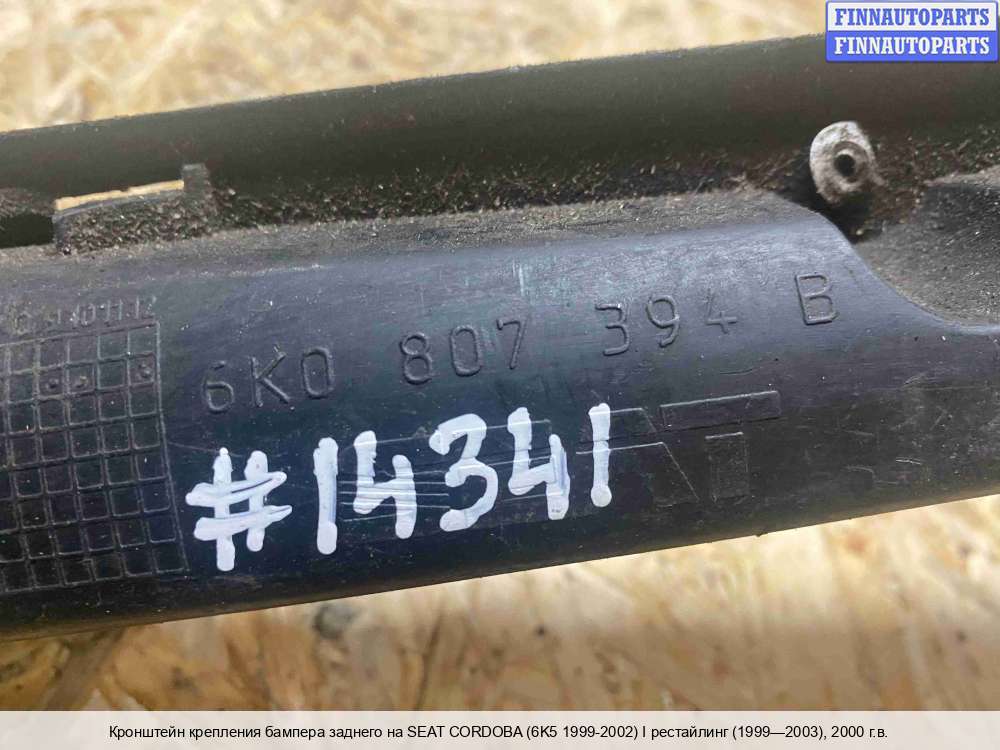 FINNAUTOPARTS
FINNAUTOPARTS
6K0 807 394 B
#14341
Кронштейн крепления бампера заднего на SEAT CORDOBA (6K5 1999-2002) I рестайлинг (1999—2003), 2000 г.в.